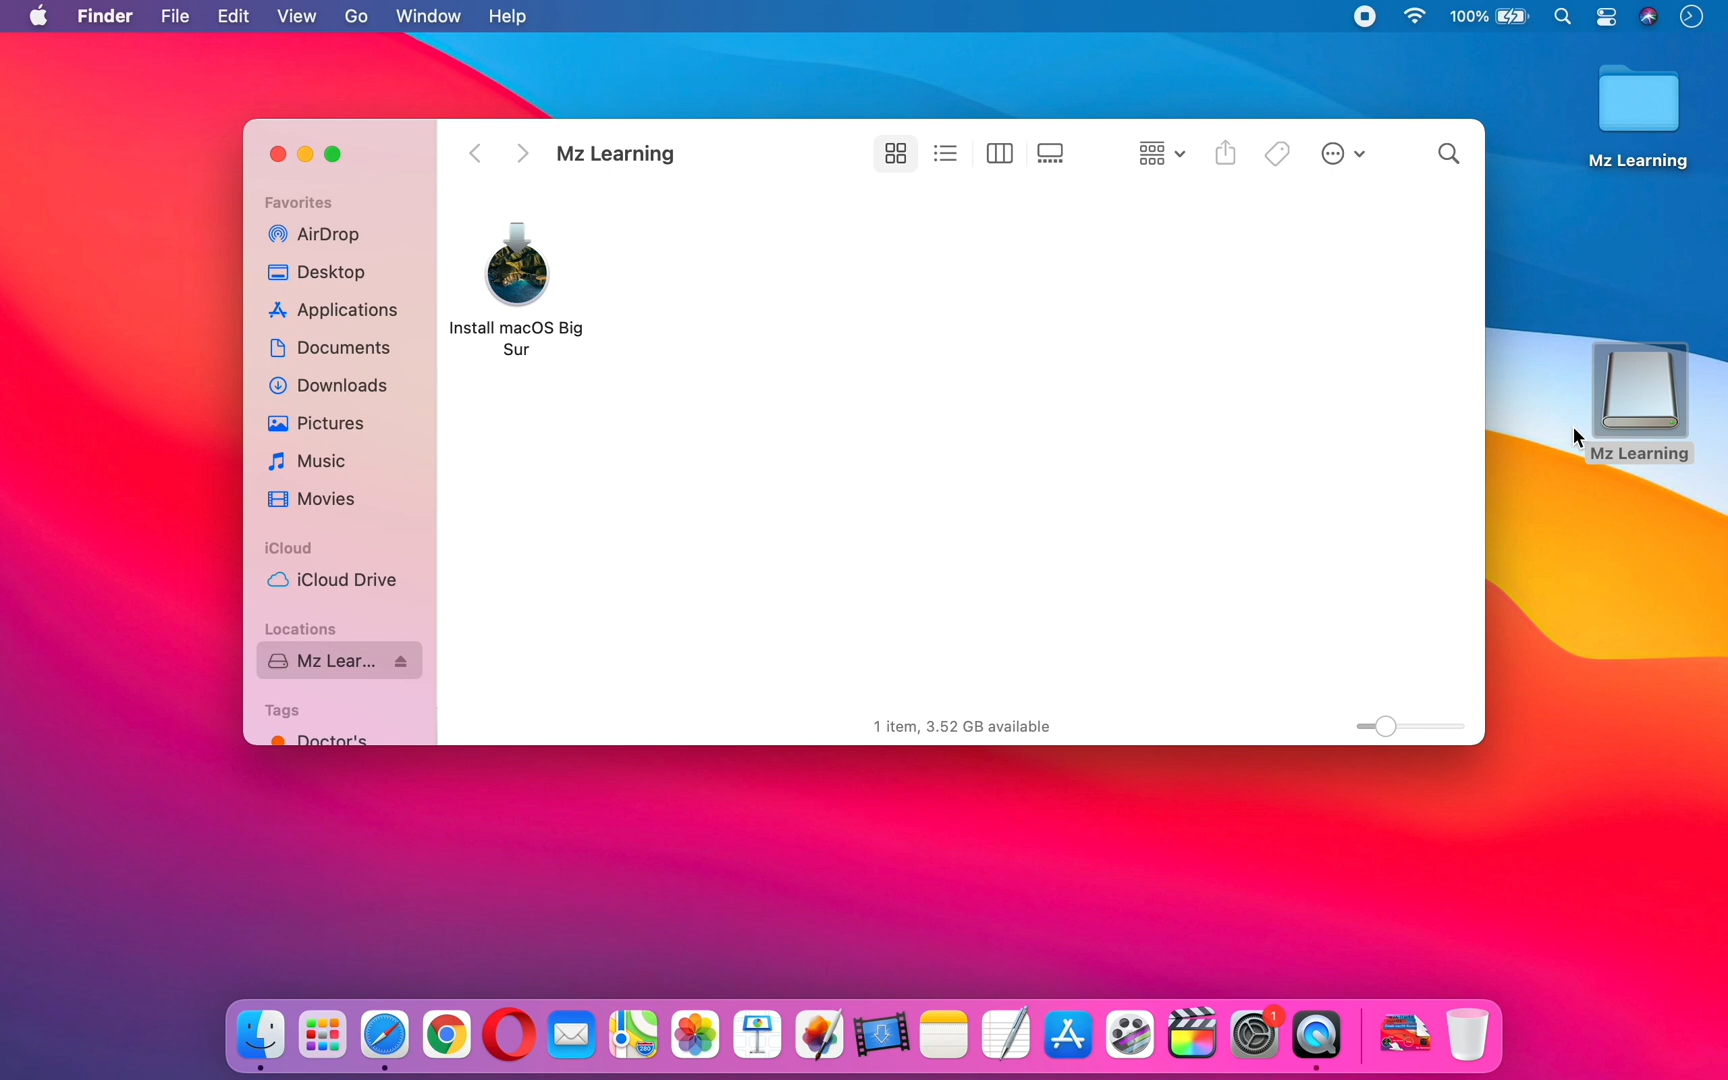 Finder File Edit View Go Window Help
100%
Mz Learning
Mz Learning
Favorites
AirDrop
Desktop
Applications
Documents
Downloads
Pictures
Music
Movies
iCloud
iCloud Drive
Locations
Mz Lear...
Tags
Doctor's
Install macOS Big
Sur
1 item, 3.52 GB available
Mz Learning
280
1